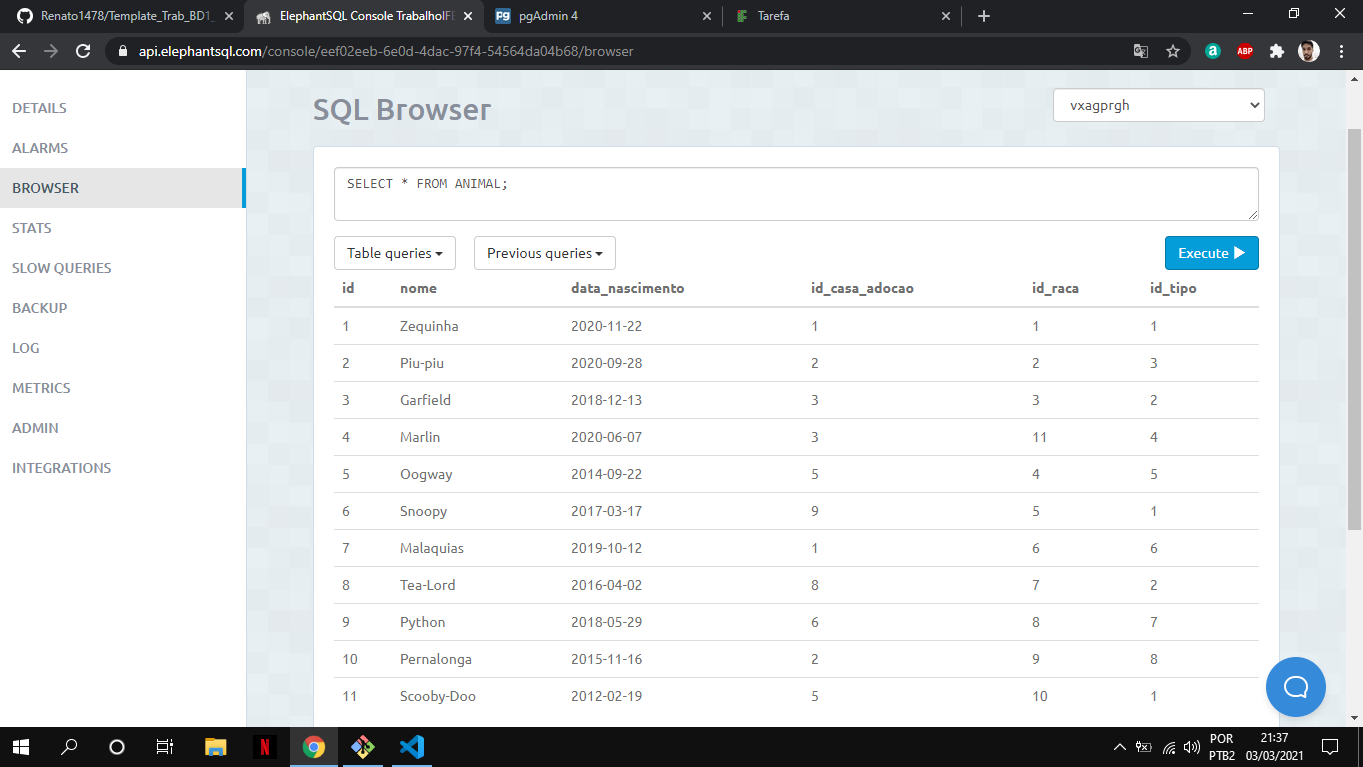 Renato1478/Template_Trab_BD1_
ElephantSQL Console TrabalhoIFE
pgAdmin 4
Tarefa
api.elephantsql.com/console/eef02eeb-6e0d-4dac-97f4-54564da04b68/browser
ABP
DETAILS
ALARMS
BROWSER
STATS
SLOW QUERIES
BACKUP
LOG
METRICS
ADMIN
INTEGRATIONS
SQL Browser
vxagprgh
SELECT * FROM ANIMAL;
Table queries
Previous queries
Execute
id nome data_nascimento id_casa_adocao id_raca id_tipo
1 Zequinha 2020-11-22 1 1 1
2 Piu-piu 2020-09-28 2 2 3
3 Garfield 2018-12-13 3 3 2
4 Marlin 2020-06-07 3 11 4
5 Oogway 2014-09-22 5 4 5
6 Snoopy 2017-03-17 9 5 1
7 Malaquias 2019-10-12 1 6 6
8 Tea-Lord 2016-04-02 8 7 2
9 Python 2018-05-29 6 8 7
10 Pernalonga 2015-11-16 2 9 8
11 Scooby-Doo 2012-02-19 5 10 1
POR
PTB2
21:37
03/03/2021